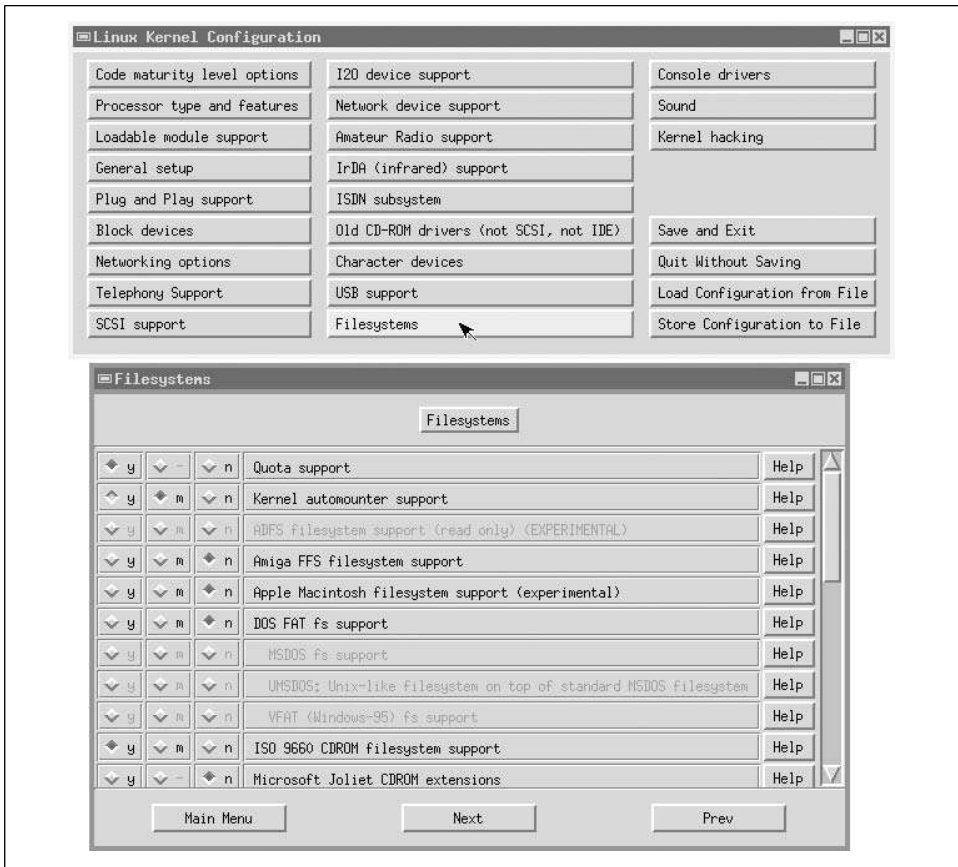 Linux Kernel Configuration
Code maturity level options
Processor type and features
Loadable module support
General setup
Plug and Play support
Block devices
Networking options
Telephony Support
SCSI support
I2O device support
Network device support
Amateur Radio support
IrDA (infrared) support
ISDN subsystem
Old CD-ROM drivers (not SCSI, not IDE)
Character devices
USB support
Filesystems
Console drivers
Sound
Kernel hacking
Save and Exit
Quit Without Saving
Load Configuration from File
Store Configuration to File
Filesystems
Filesystems
y - n Quota support Help
y m n Kernel automounter support Help
y m n ADFS filesystem support (read only) (EXPERIMENTAL) Help
y m n Amiga FFS filesystem support Help
y m n Apple Macintosh filesystem support (experimental) Help
y m n DOS FAT fs support Help
y m n MSDOS fs support Help
y m n UMSDOS: Unix-like filesystem on top of standard MSDOS filesystem Help
y m n VFAT (Windows-95) fs support Help
y m n ISO 9660 CDROM filesystem support Help
y - n Microsoft Joliet CDROM extensions Help
Main Menu Next Prev